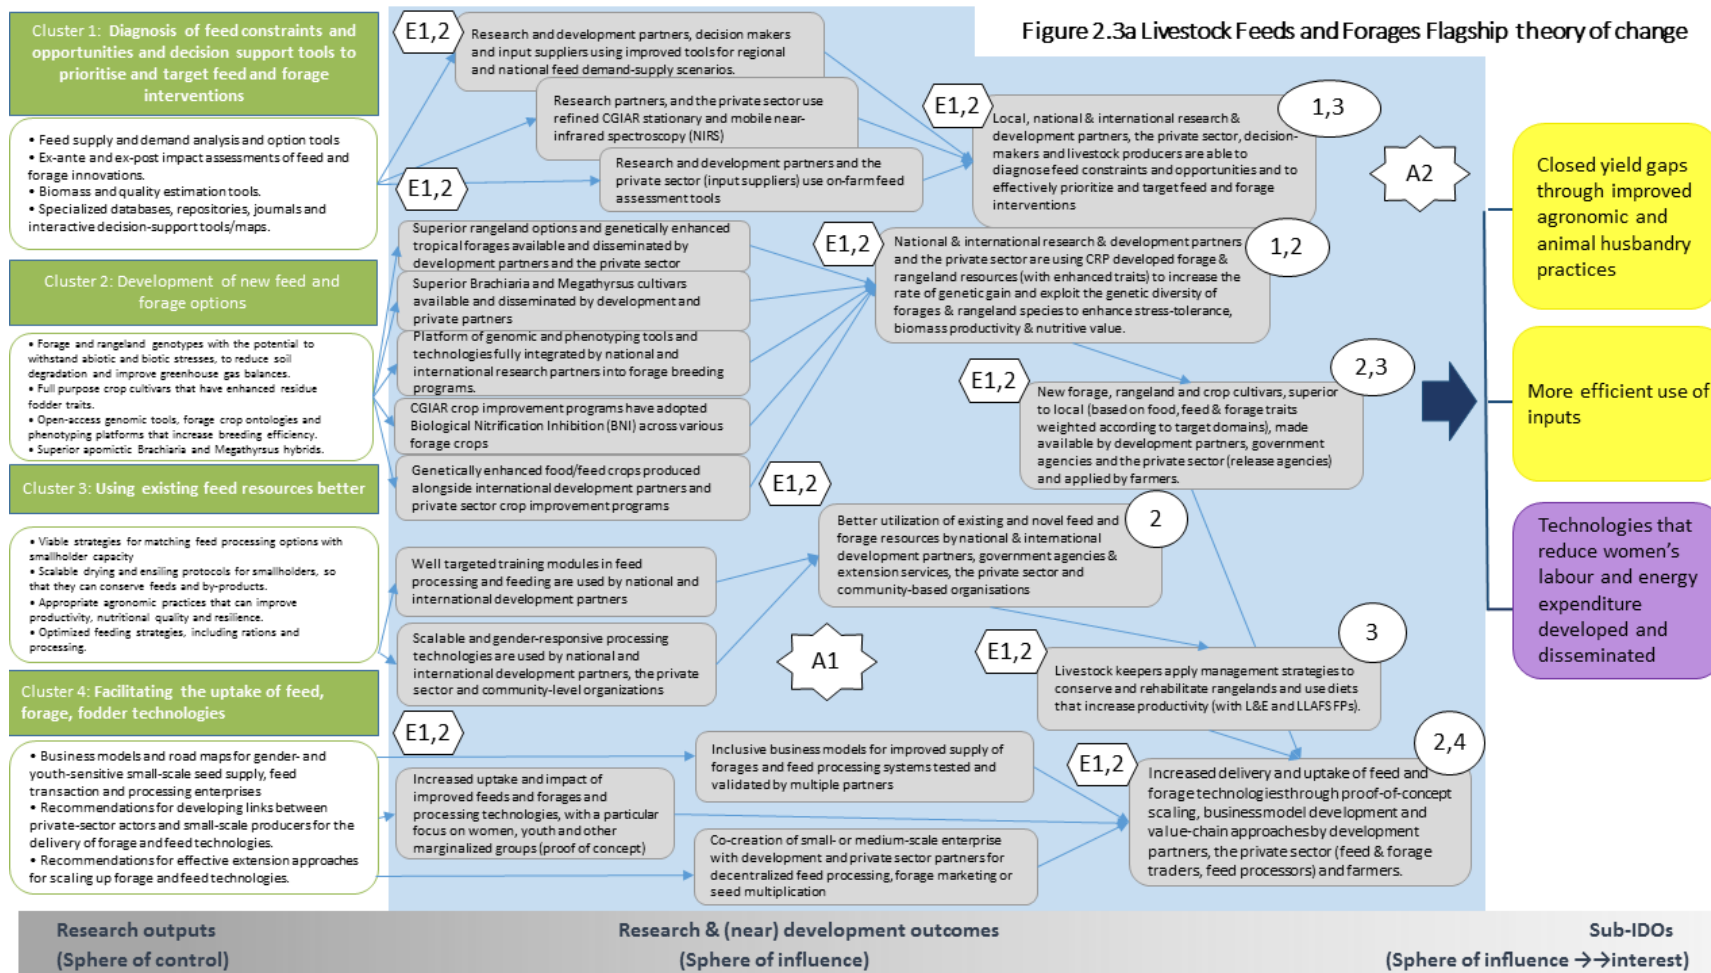 Figure 2.3a Livestock Feeds and Forages Flagship theory of change
Cluster 1: Diagnosis of feed constraints and
opportunities and decision support tools to
prioritise and target feed and forage
interventions
• Feed supply and demand analysis and option tools
• Ex-ante and ex-post impact assessments of feed and
forage innovations.
• Biomass and quality estimation tools.
• Specialized databases, repositories, journals and
interactive decision-support tools/maps.
Cluster 2: Development of new feed and
forage options
• Forage and rangeland genotypes with the potential to
withstand abiotic and biotic stresses, to reduce soil
degradation and improve greenhouse gas balances.
• Full purpose crop cultivars that have enhanced residue
fodder traits.
• Open-access genomic tools, forage crop ontologies and
phenotyping platforms that increase breeding efficiency.
• Superior apomictic Brachiaria and Megathyrsus hybrids.
Cluster 3: Using existing feed resources better
• Viable strategies for matching feed processing options with
smallholder capacity
• Scalable drying and ensiling protocols for smallholders, so
that they can conserve feeds and by-products.
• Appropriate agronomic practices that can improve
productivity, nutritional quality and resilience.
• Optimized feeding strategies, including rations and
processing.
Cluster 4: Facilitating the uptake of feed,
forage, fodder technologies
• Business models and road maps for gender- and
youth-sensitive small-scale seed supply, feed
transaction and processing enterprises
• Recommendations for developing links between
private-sector actors and small-scale producers for the
delivery of forage and feed technologies.
• Recommendations for effective extension approaches
for scaling up forage and feed technologies.
E1,2
Research and development partners, decision makers
and input suppliers using improved tools for regional
and national feed demand-supply scenarios.
Research partners, and the private sector use
refined CGIAR stationary and mobile near-
infrared spectroscopy (NIRS)
Research and development partners and the
private sector (input suppliers) use on-farm feed
assessment tools
E1,2
Superior rangeland options and genetically enhanced
tropical forages available and disseminated by
development partners and the private sector
Superior Brachiaria and Megathyrsus cultivars
available and disseminated by development and
private partners
Platform of genomic and phenotyping tools and
technologies fully integrated by national and
international research partners into forage breeding
programs.
CGIAR crop improvement programs have adopted
Biological Nitrification Inhibition (BNI) across various
forage crops
Genetically enhanced food/feed crops produced
alongside international development partners and
private sector crop improvement programs
Well targeted training modules in feed
processing and feeding are used by national and
international development partners
Scalable and gender-responsive processing
technologies are used by national and
international development partners, the private
sector and community-level organizations
E1,2
Inclusive business models for improved supply of
forages and feed processing systems tested and
validated by multiple partners
Increased uptake and impact of
improved feeds and forages and
processing technologies, with a particular
focus on women, youth and other
marginalized groups (proof of concept)
Co-creation of small- or medium-scale enterprise
with development and private sector partners for
decentralized feed processing, forage marketing or
seed multiplication
E1,2
1,3
Local, national & international research &
development partners, the private sector, decision-
makers and livestock producers are able to
diagnose feed constraints and opportunities and to
effectively prioritize and target feed and forage
interventions
A2
E1,2
1,2
National & international research & development partners
and the private sector are using CRP developed forage &
rangeland resources (with enhanced traits) to increase the
rate of genetic gain and exploit the genetic diversity of
forages & rangeland species to enhance stress-tolerance,
biomass productivity & nutritive value.
E1,2
2,3
New forage, rangeland and crop cultivars, superior
to local (based on food, feed & forage traits
weighted according to target domains), made
available by development partners, government
agencies and the private sector (release agencies)
and applied by farmers.
E1,2
2
Better utilization of existing and novel feed and
forage resources by national & international
development partners, government agencies &
extension services, the private sector and
community-based organisations
A1
E1,2
3
Livestock keepers apply management strategies to
conserve and rehabilitate rangelands and use diets
that increase productivity (with L&E and LLAFS FPs).
E1,2
2,4
Increased delivery and uptake of feed and
forage technologiesthrough proof-of-concept
scaling, business model development and
value-chain approaches by development
partners, the private sector (feed & forage
traders, feed processors) and farmers.
Closed yield gaps
through improved
agronomic and
animal husbandry
practices
More efficient use of
inputs
Technologies that
reduce women's
labour and energy
expenditure
developed and
disseminated
Research outputs
(Sphere of control)
Research & (near) development outcomes
(Sphere of influence)
Sub-IDOs
(Sphere of influence →→interest)